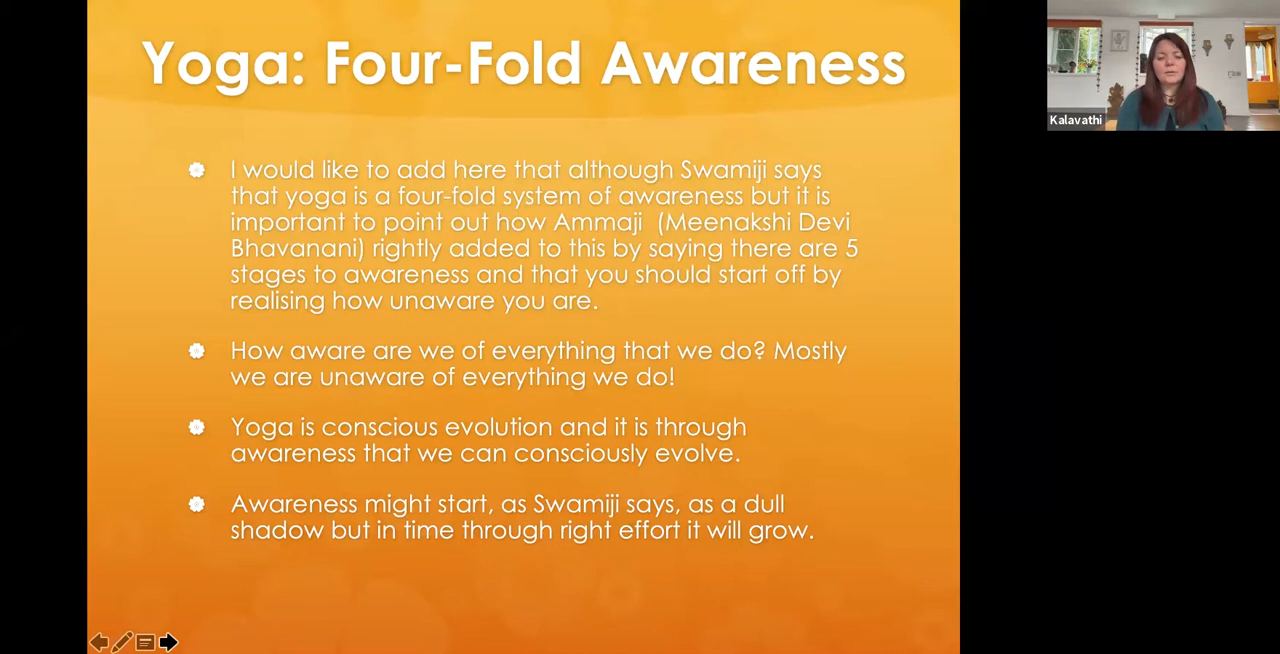 Yoga: Four-Fold Awareness
I would like to add here that although Swamiji says
that yoga is a four-fold system of awareness but it is
important to point out how Ammaji (Meenakshi Devi
Bhavanani) rightly added to this by saying there are 5
stages to awareness and that you should start off by
realising how unaware you are.
How aware are we of everything that we do? Mostly
we are unaware of everything we do!
Yoga is conscious evolution and it is through
awareness that we can consciously evolve.
Awareness might start, as Swamiji says, as a dull
shadow but in time through right effort it will grow.
Kalavathi